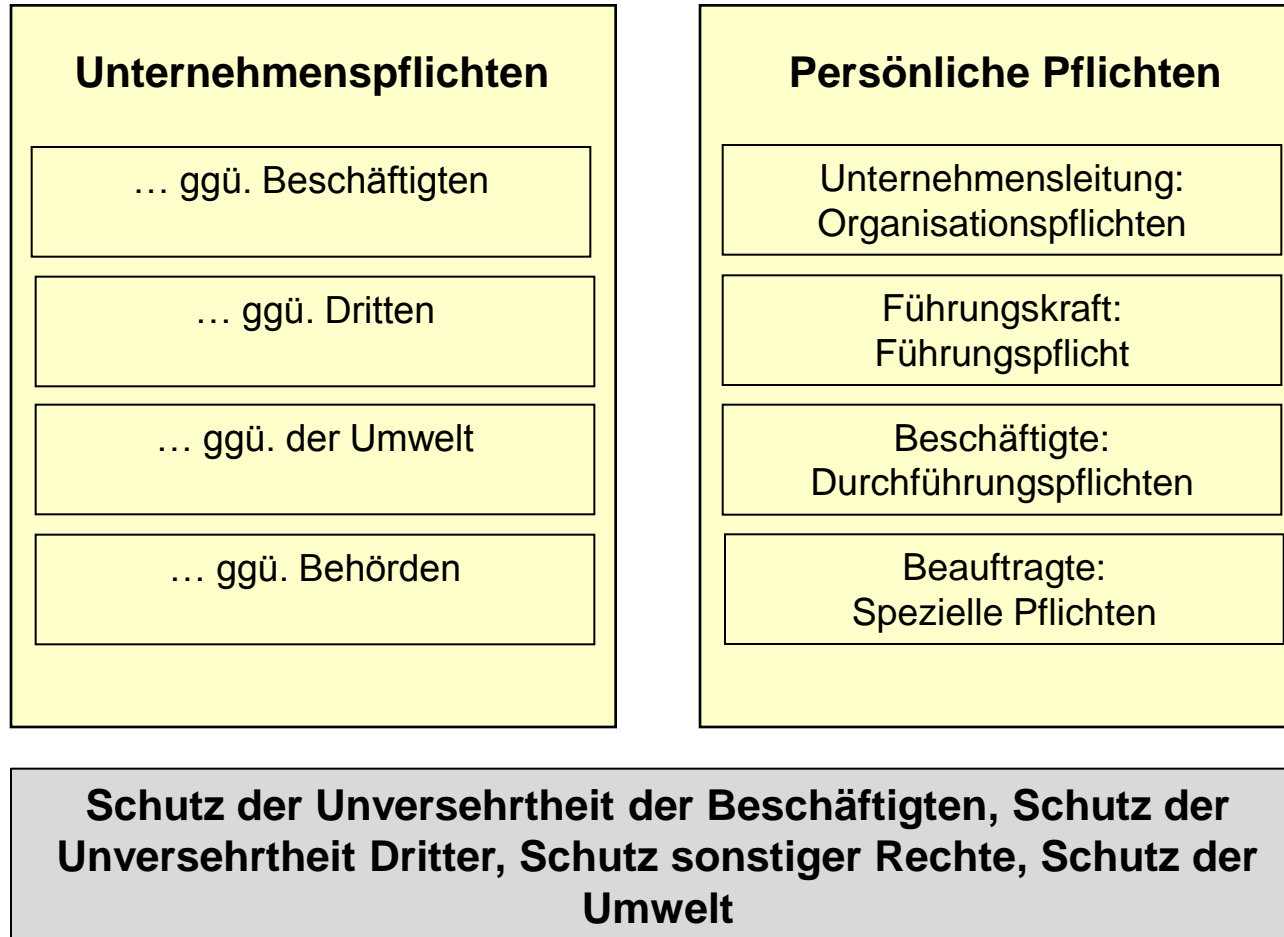 Unternehmenspflichten
… ggü. Beschäftigten
… ggü. Dritten
… ggü. der Umwelt
… ggü. Behörden
Persönliche Pflichten
Unternehmensleitung:
Organisationspflichten
Führungskraft:
Führungspflicht
Beschäftigte:
Durchführungspflichten
Beauftragte:
Spezielle Pflichten
Schutz der Unversehrtheit der Beschäftigten, Schutz der
Unversehrtheit Dritter, Schutz sonstiger Rechte, Schutz der
Umwelt